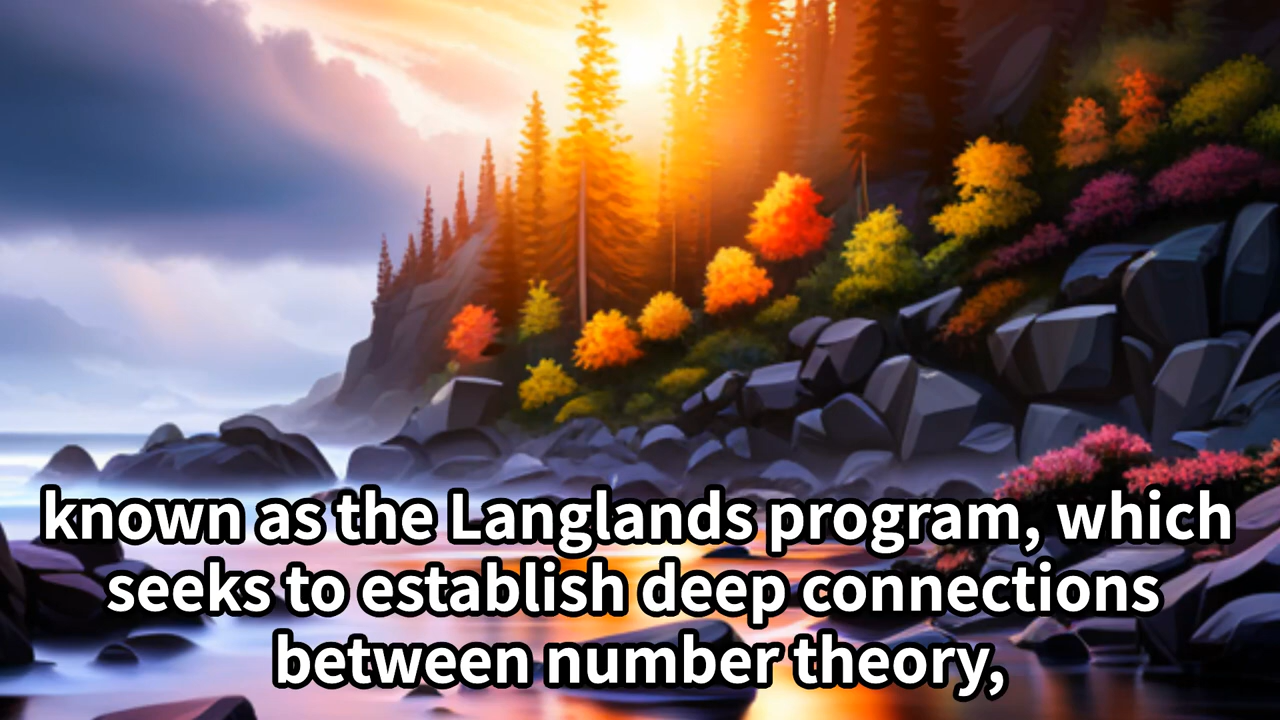 known as the Langlands program, which
seeks to establish deep connections
between number theory,